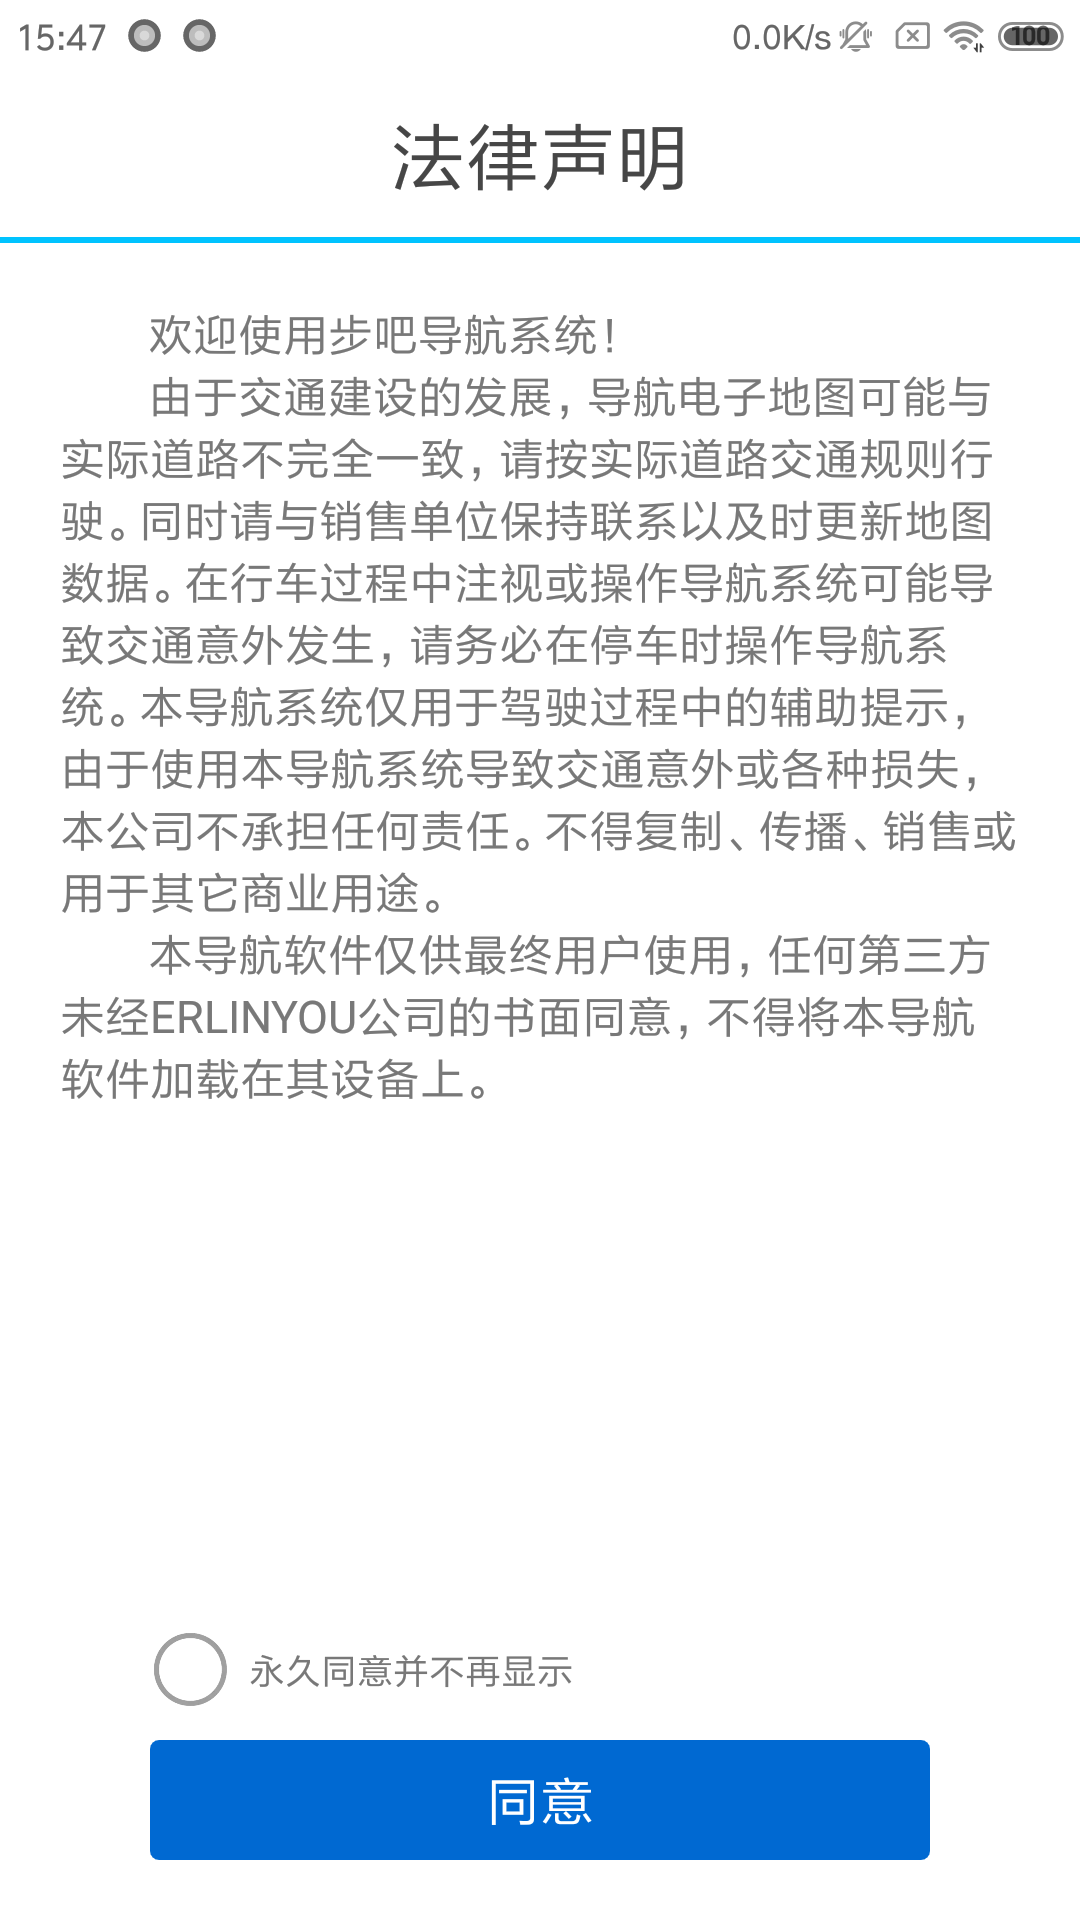 15:47 0.0K/s 100
法律声明
欢迎使用步吧导航系统！
由于交通建设的发展，导航电子地图可能与
实际道路不完全一致，请按实际道路交通规则行
驶。同时请与销售单位保持联系以及时更新地图
数据。在行车过程中注视或操作导航系统可能导
致交通意外发生，请务必在停车时操作导航系
统。本导航系统仅用于驾驶过程中的辅助提示，
由于使用本导航系统导致交通意外或各种损失，
本公司不承担任何责任。不得复制、传播、销售或
用于其它商业用途。
本导航软件仅供最终用户使用，任何第三方
未经ERLINYOU公司的书面同意，不得将本导航
软件加载在其设备上。
永久同意并不再显示
同意